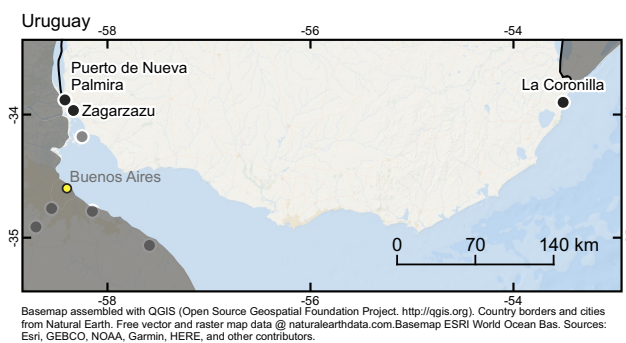 Uruguay
-58 -56 -54
Puerto de Nueva
Palmira
La Coronilla
Zagarzazu
-34
Buenos Aires
-35
0 70 140 km
-58 -56 -54
Basemap assembled with QGIS (Open Source Geospatial Foundation Project. http://qgis.org). Country borders and cities
from Natural Earth. Free vector and raster map data @ naturalearthdata.com.Basemap ESRI World Ocean Bas. Sources:
Esri, GEBCO, NOAA, Garmin, HERE, and other contributors.